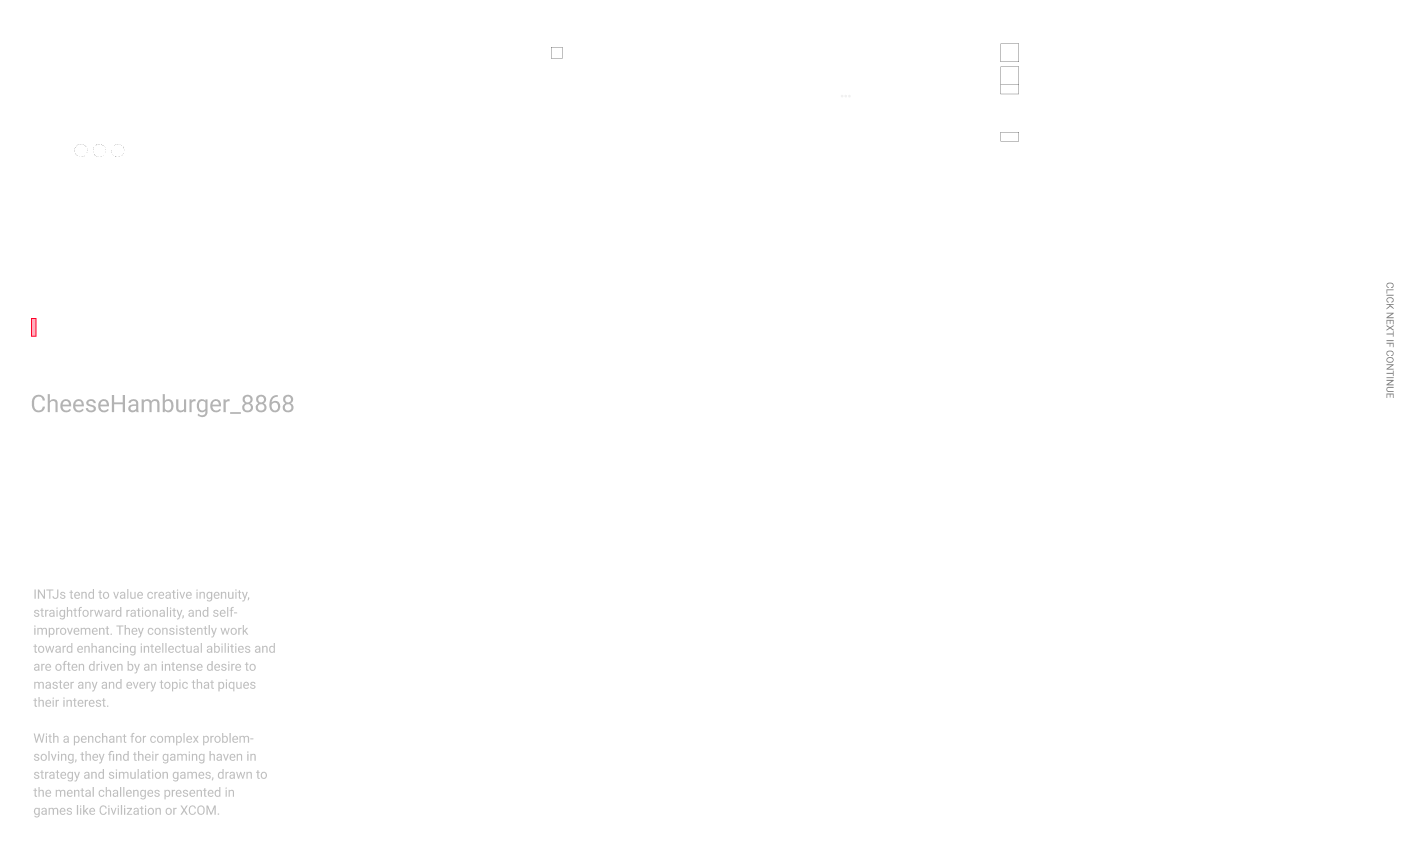 CLICK NEXT IF CONTINUE
CheeseHamburger_8868
INTJs tend to value creative ingenuity,
straightforward rationality, and self-
improvement. They consistently work
toward enhancing intellectual abilities and
are often driven by an intense desire to
master any and every topic that piques
their interest.
With a penchant for complex problem-
solving, they find their gaming haven in
strategy and simulation games, drawn to
the mental challenges presented in
games like Civilization or XCOM.